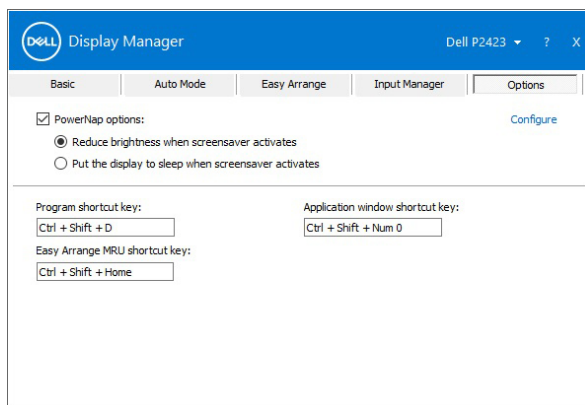 DELL Display Manager
Dell P2423 ? X
Basic Auto Mode Easy Arrange Input Manager Options
PowerNap options: Configure
Reduce brightness when screensaver activates
Put the display to sleep when screensaver activates
Program shortcut key: Application window shortcut key:
Ctrl + Shift + D Ctrl + Shift + Num 0
Easy Arrange MRU shortcut key:
Ctrl + Shift + Home